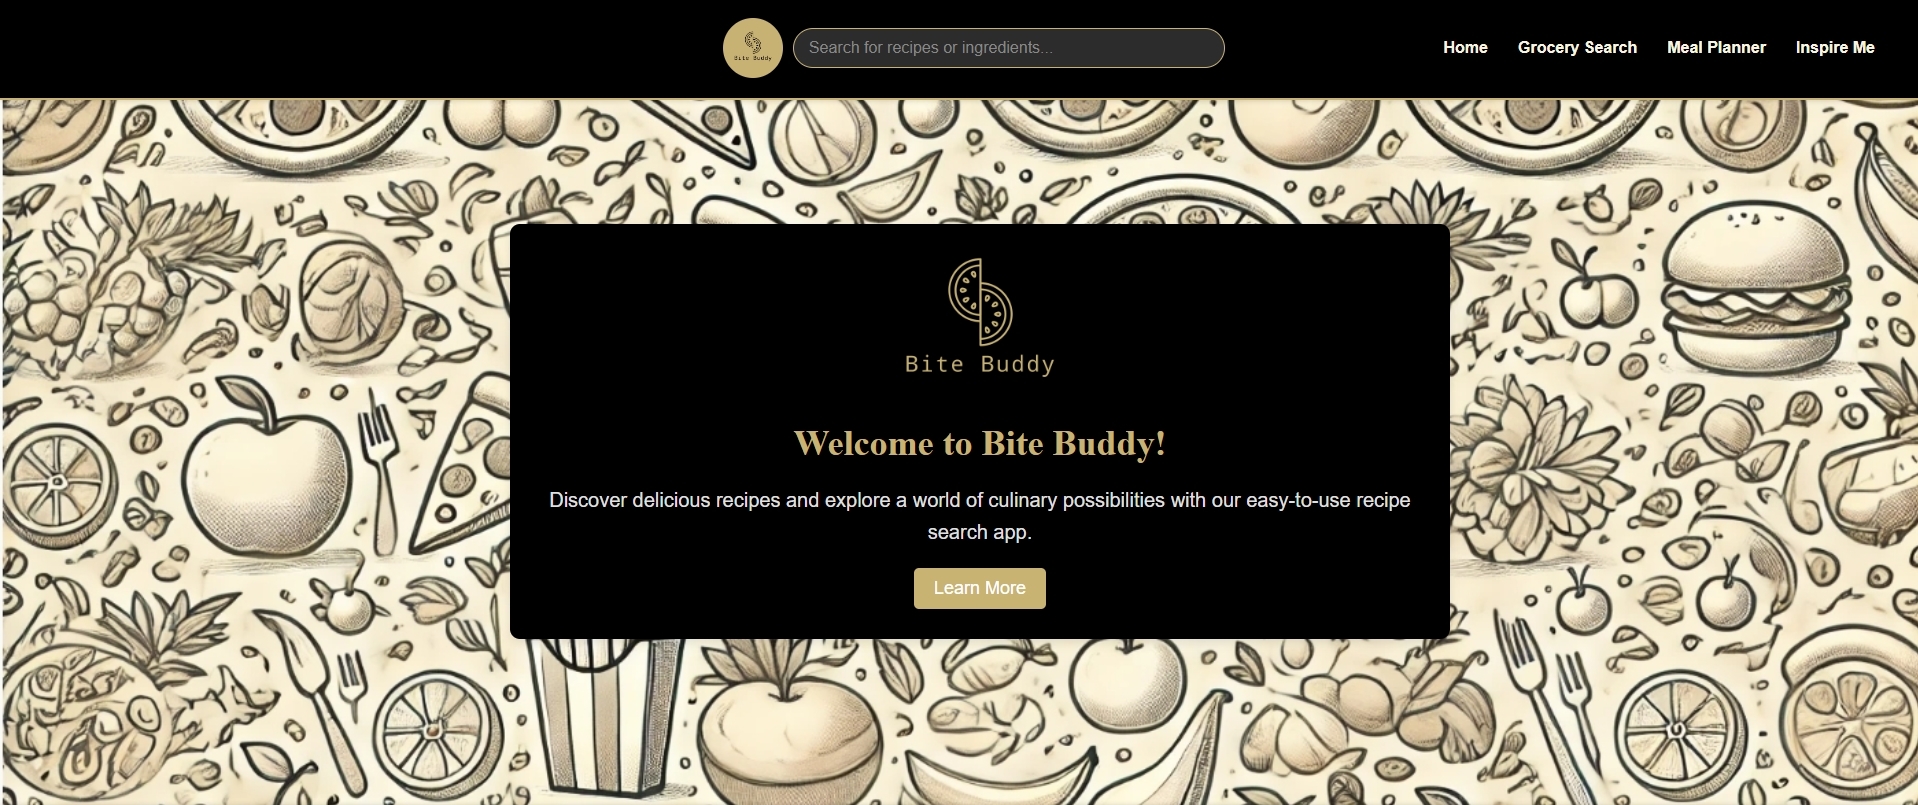 Bite Buddy
Search for recipes or ingredients...
Home
Grocery Search
Meal Planner
Inspire Me
Bite Buddy
Welcome to Bite Buddy!
Discover delicious recipes and explore a world of culinary possibilities with our easy-to-use recipe
search app.
Learn More